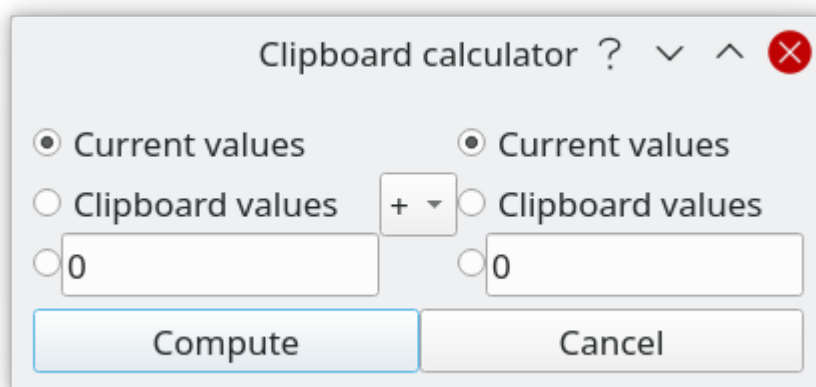 Clipboard calculator ?
Current values Current values
Clipboard values + Clipboard values
0 0
Compute Cancel